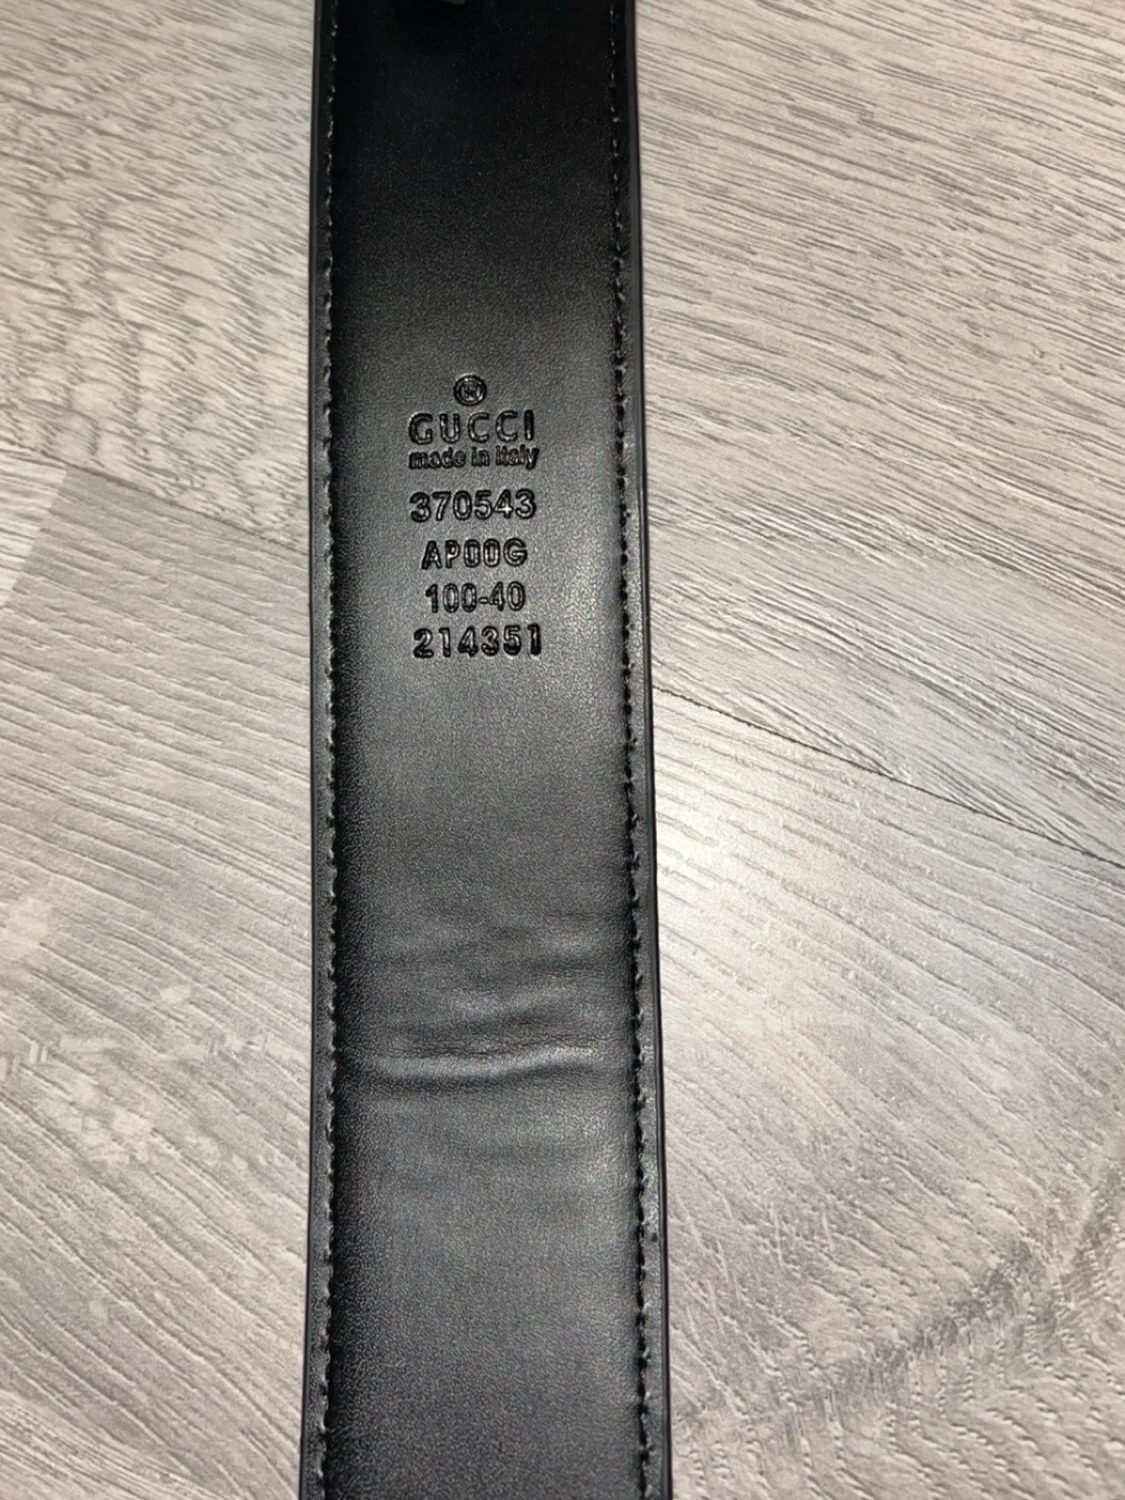 ®
GUCCI
made in italy
370543
AP00G
100-40
214351